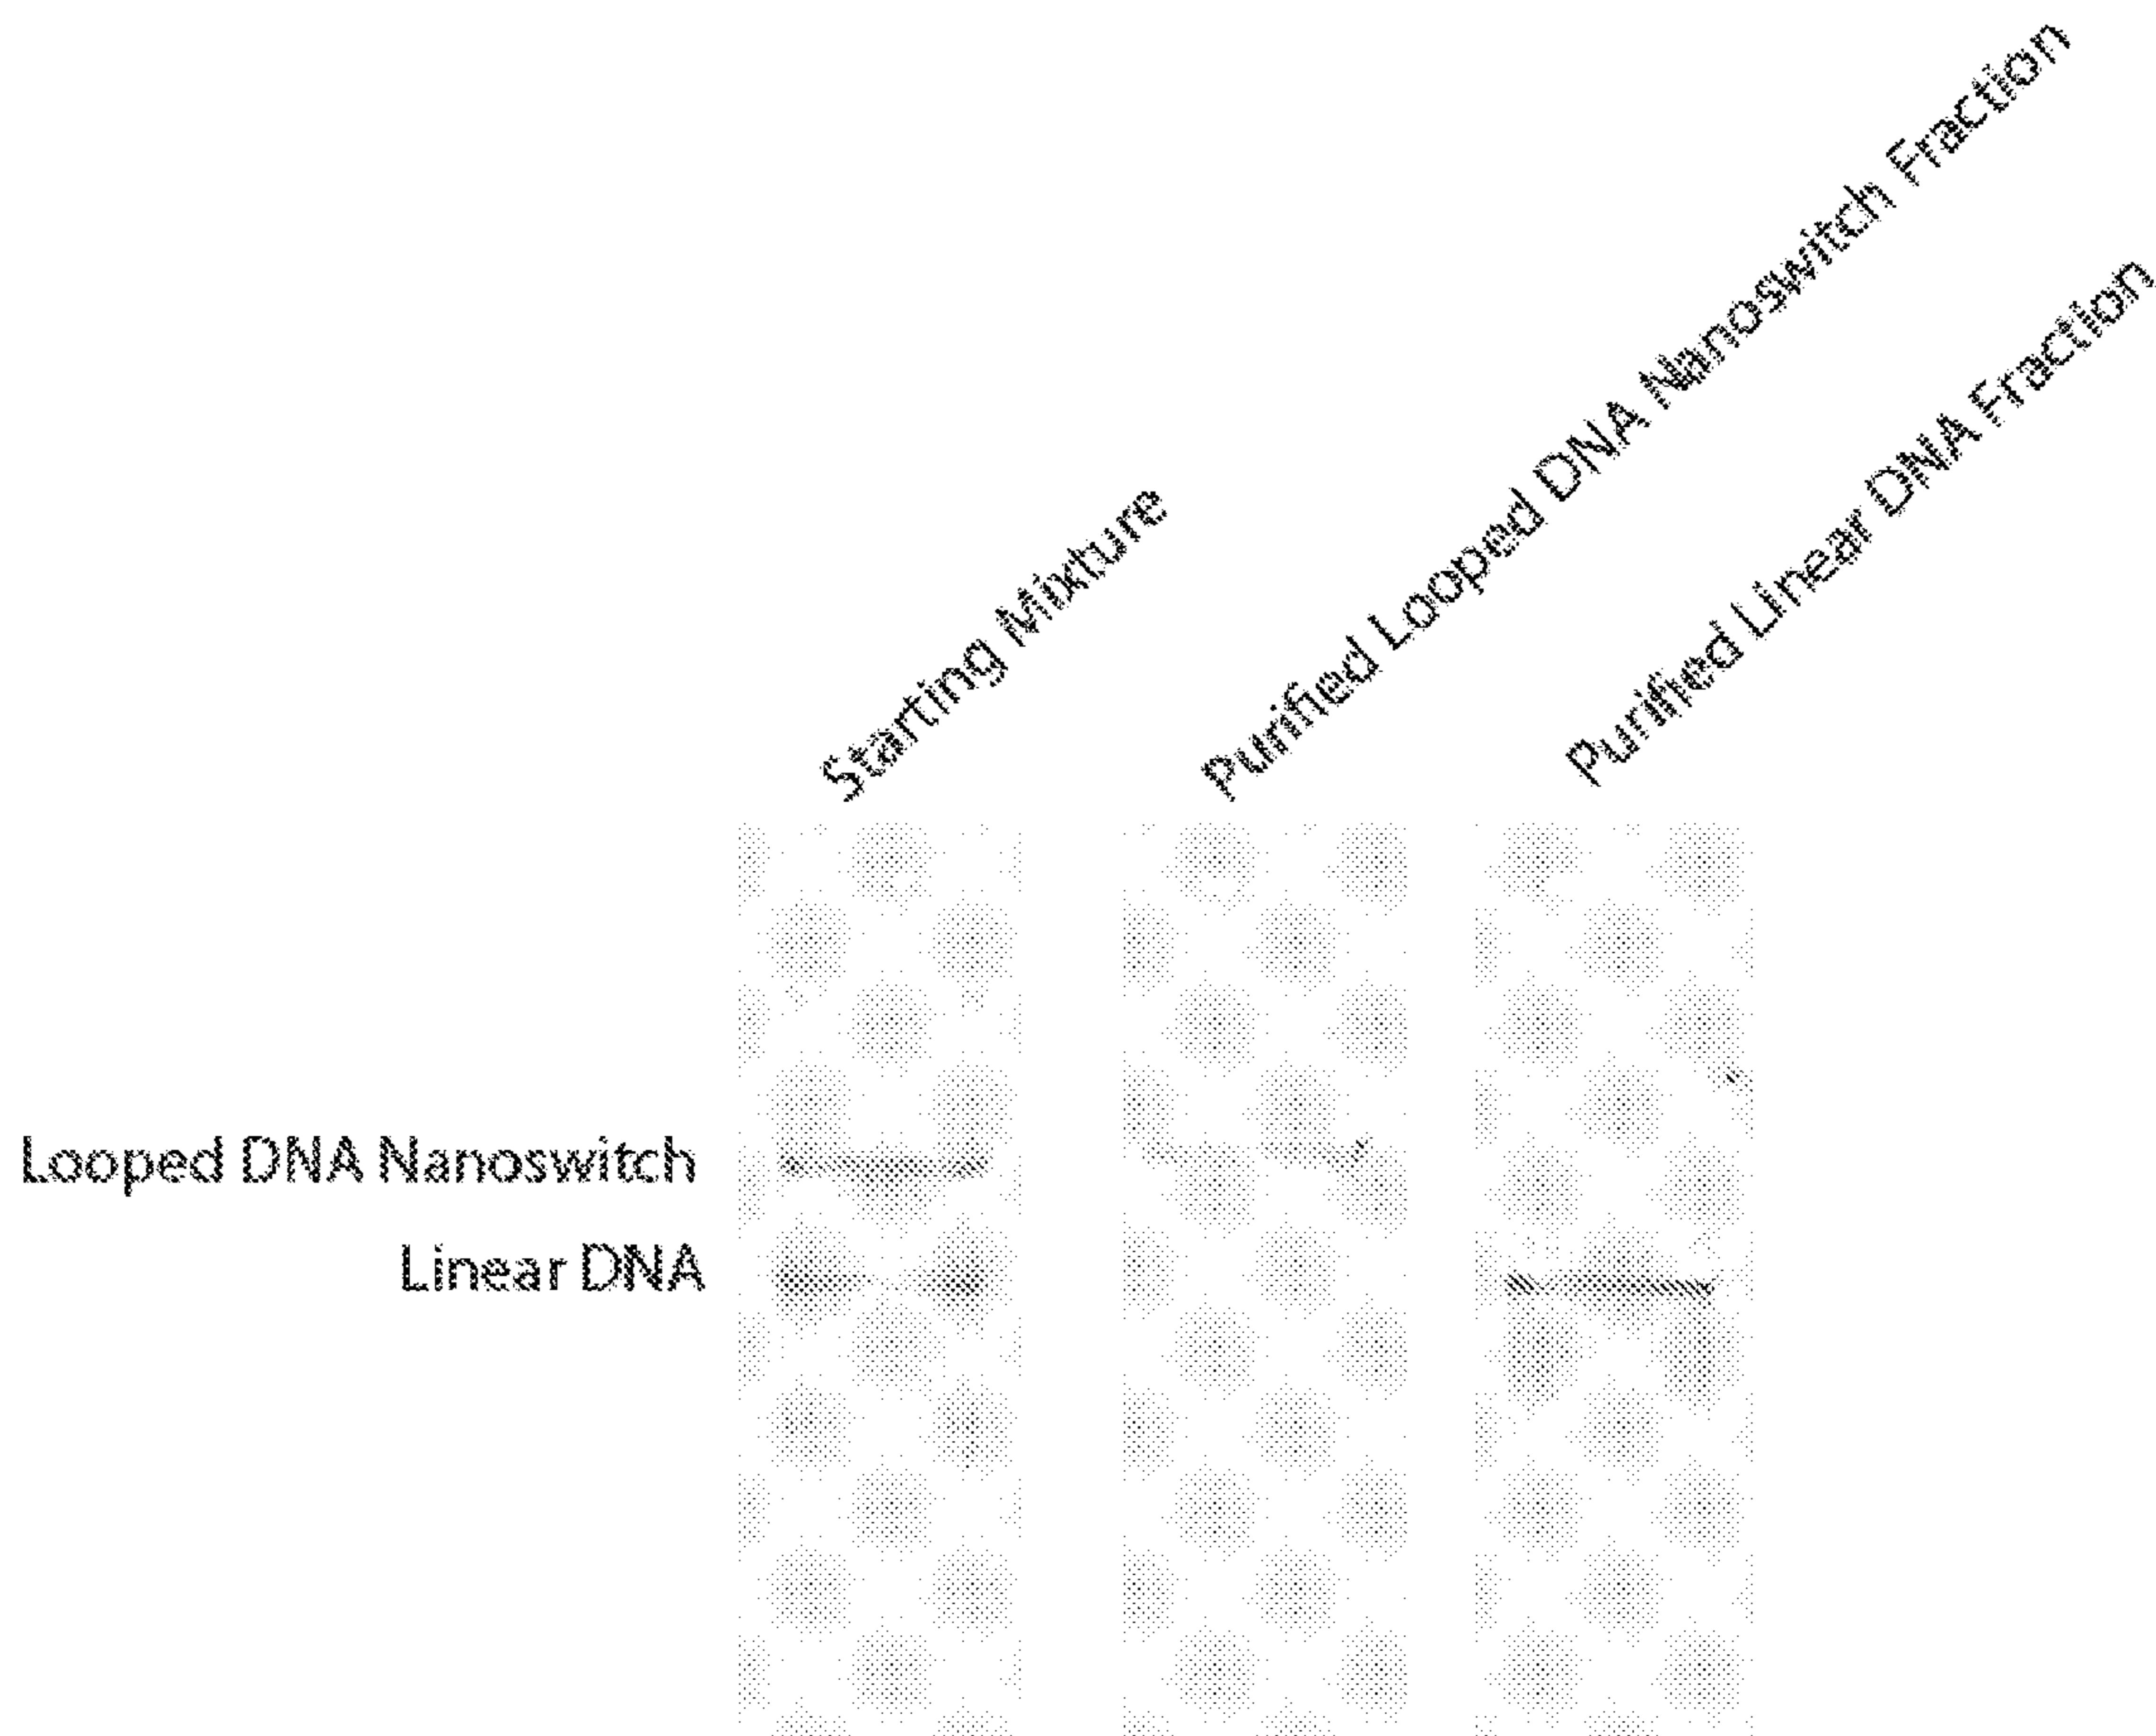 Starting Mixture
Purified Looped DNA Nanoswitch Fraction
Purified Linear DNA Fraction
Looped DNA Nanoswitch
Linear DNA